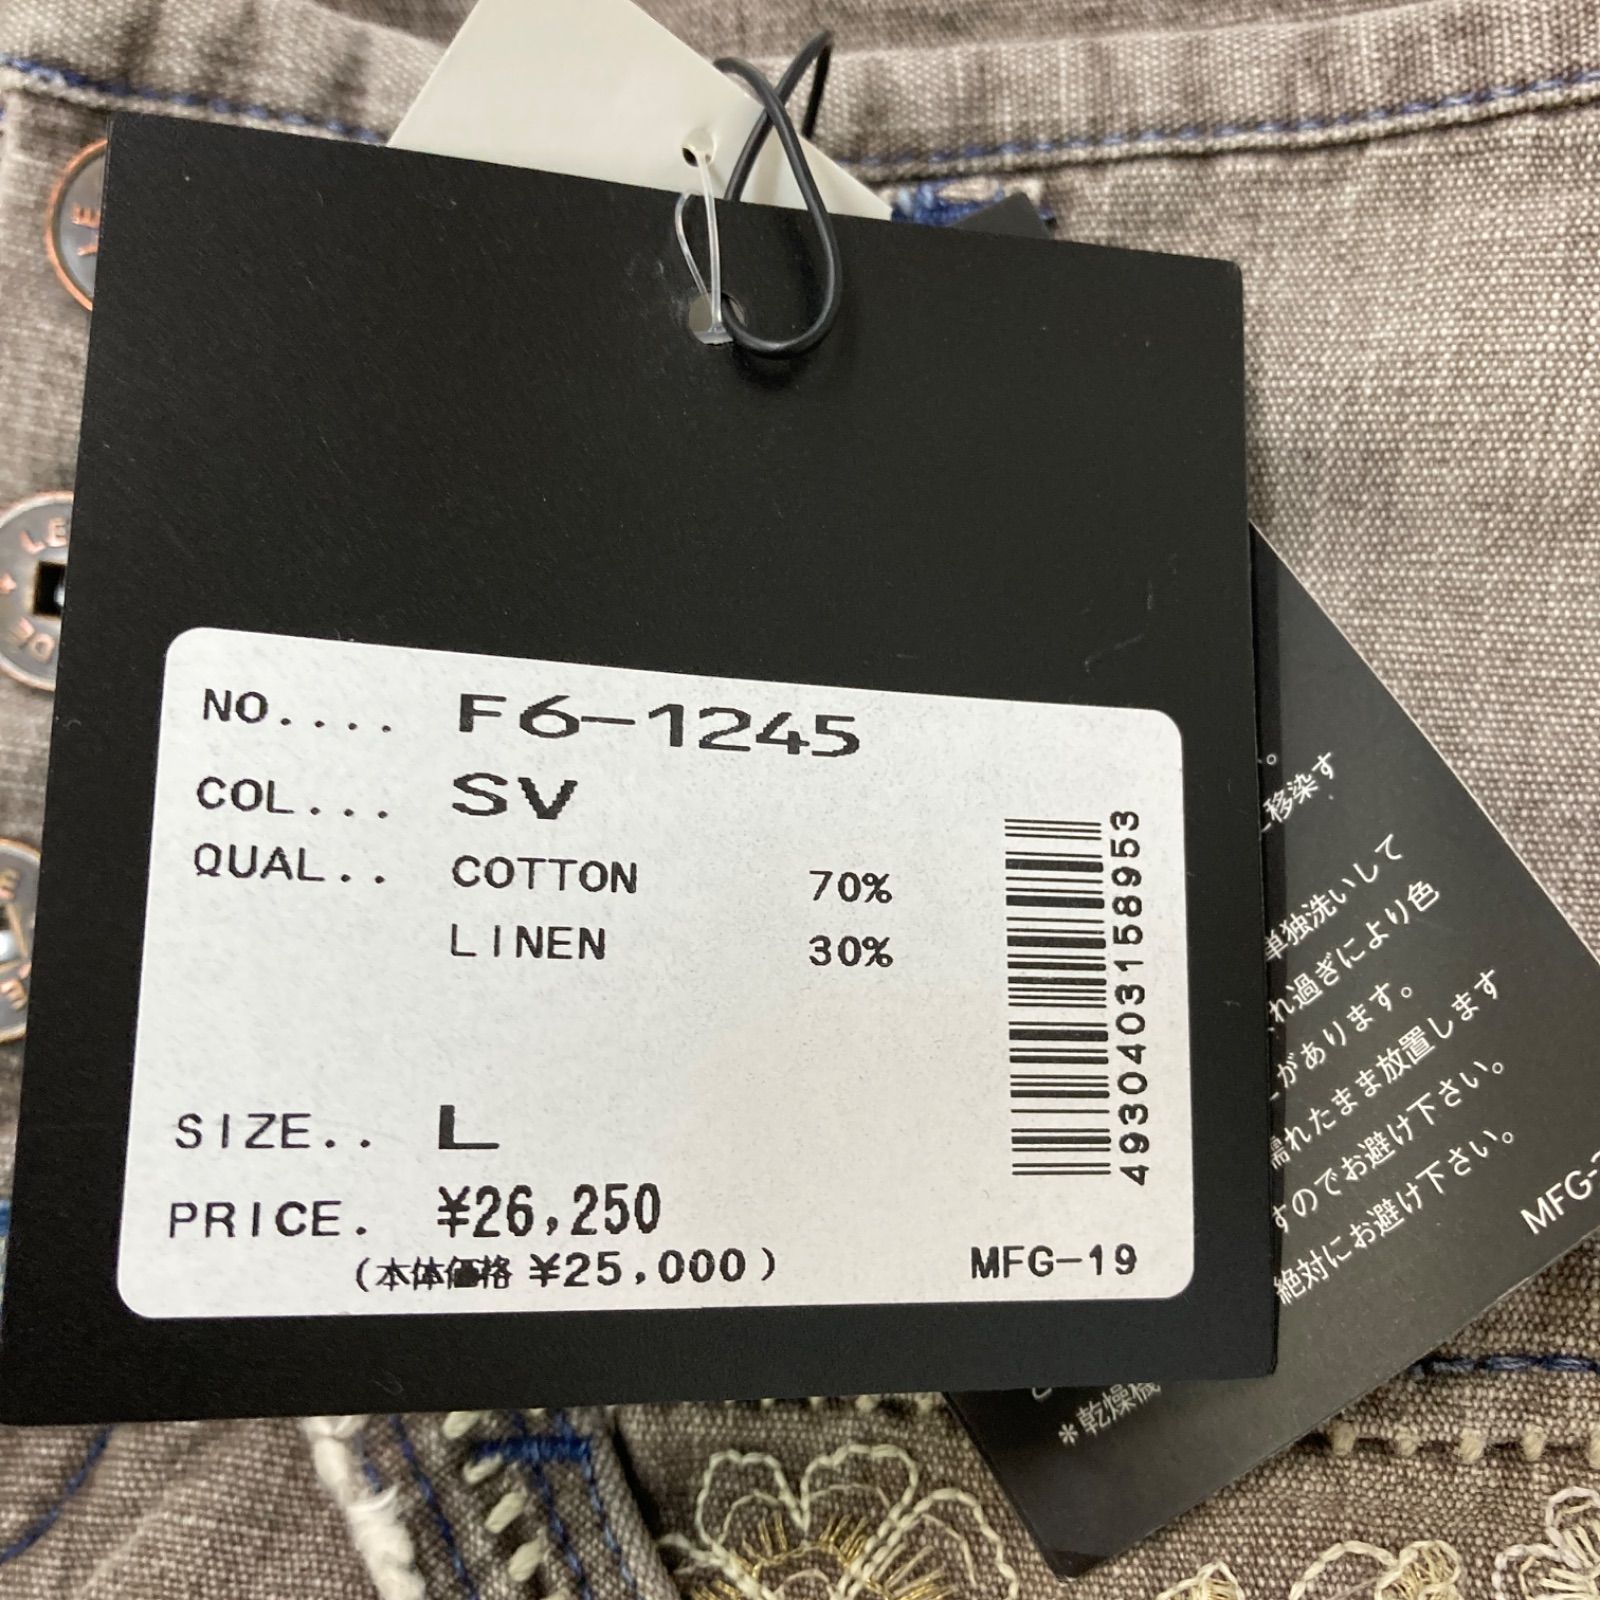 NO.... F6-1245
COL... SV
QUAL.. COTTON 70%
LINEN 30%
SIZE.. L
PRICE. ¥26,250
(本体価格 ¥25,000)
MFG-19
4930403158953
移染す
単独洗いして
れ過ぎにより色
があります。
濡れたまま放置します
すのでお避け下さい。
絶対にお避け下さい。
*乾燥機
MFG-
LE
DE